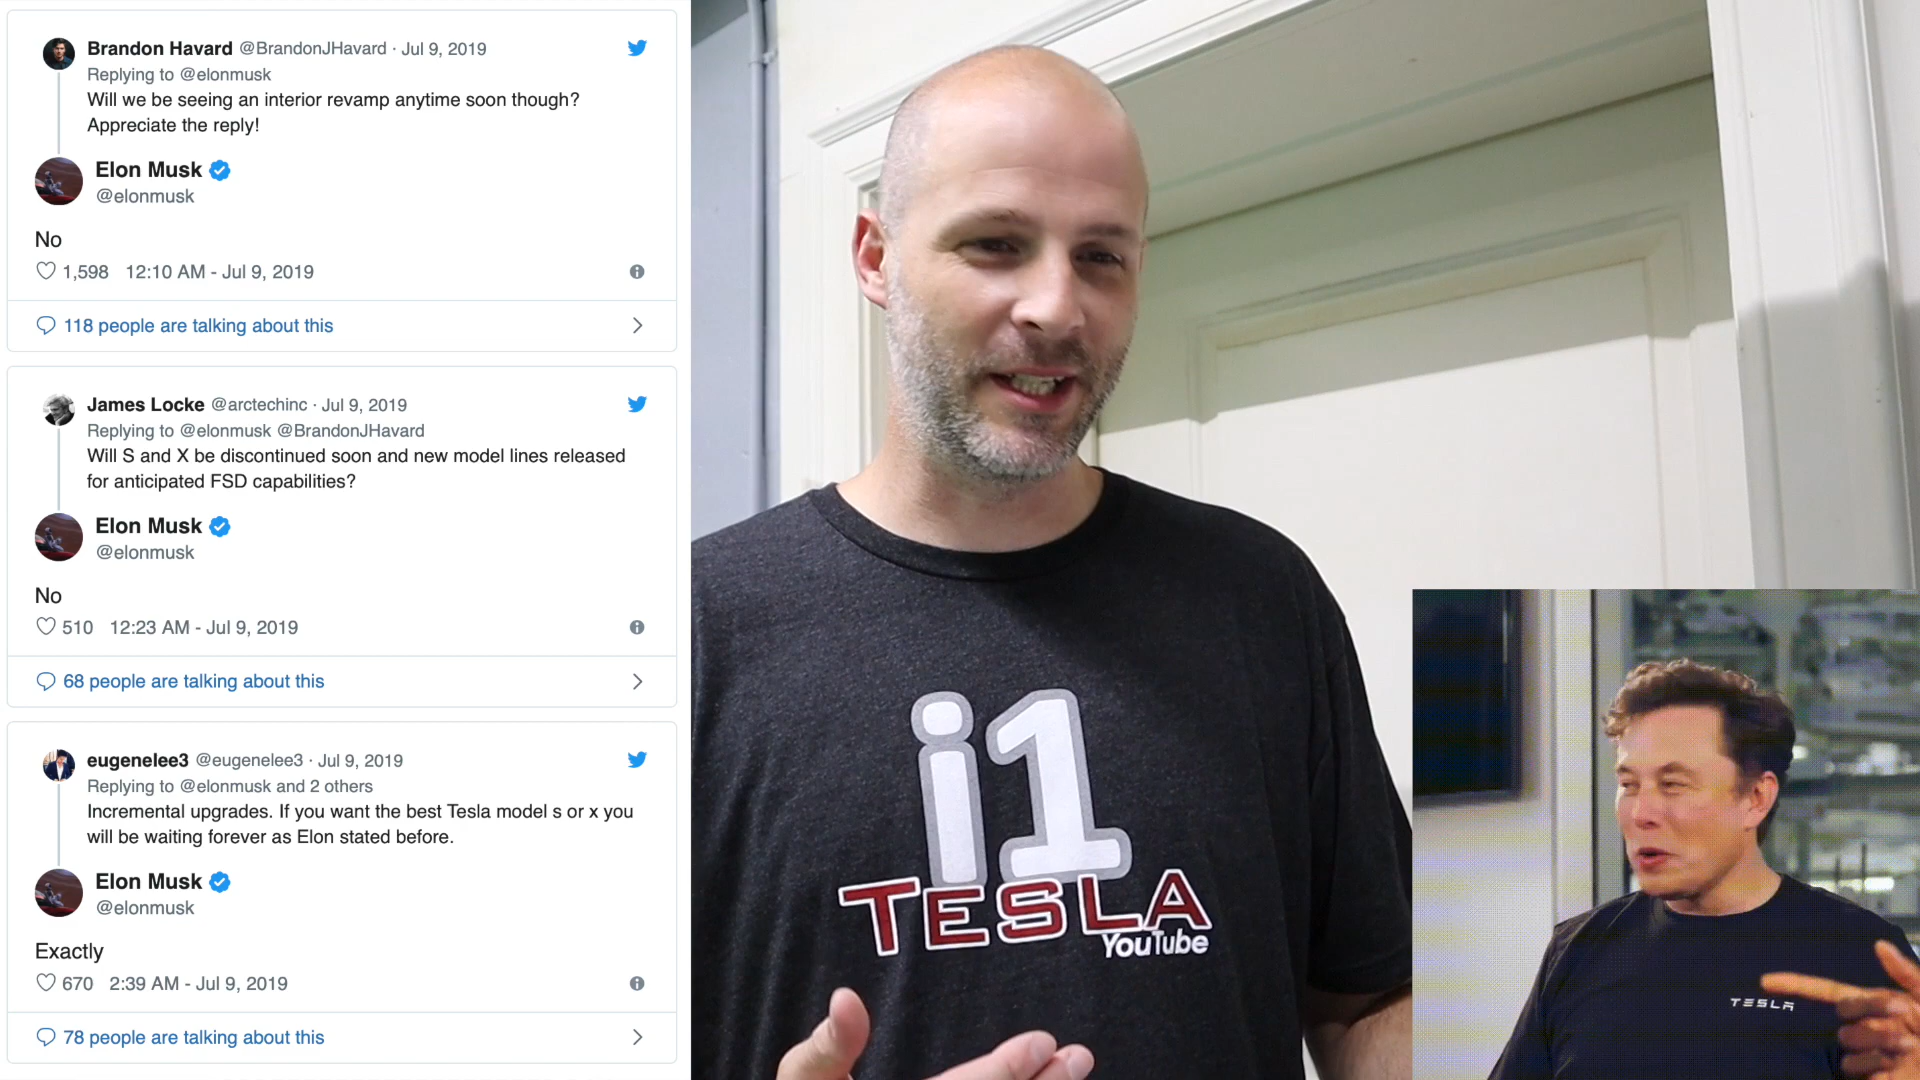 Brandon Havard @BrandonJHavard · Jul 9, 2019
Replying to @elonmusk
Will we be seeing an interior revamp anytime soon though?
Appreciate the reply!
Elon Musk
@elonmusk
No
1,598 12:10 AM - Jul 9, 2019
118 people are talking about this
James Locke @arctechinc · Jul 9, 2019
Replying to @elonmusk @BrandonJHavard
Will S and X be discontinued soon and new model lines released
for anticipated FSD capabilities?
Elon Musk
@elonmusk
No
510 12:23 AM - Jul 9, 2019
68 people are talking about this
eugenelee3 @eugenelee3 · Jul 9, 2019
Replying to @elonmusk and 2 others
Incremental upgrades. If you want the best Tesla model s or x you
will be waiting forever as Elon stated before.
Elon Musk
@elonmusk
Exactly
670 2:39 AM - Jul 9, 2019
78 people are talking about this
i1
TESLA
YouTube
TESLA